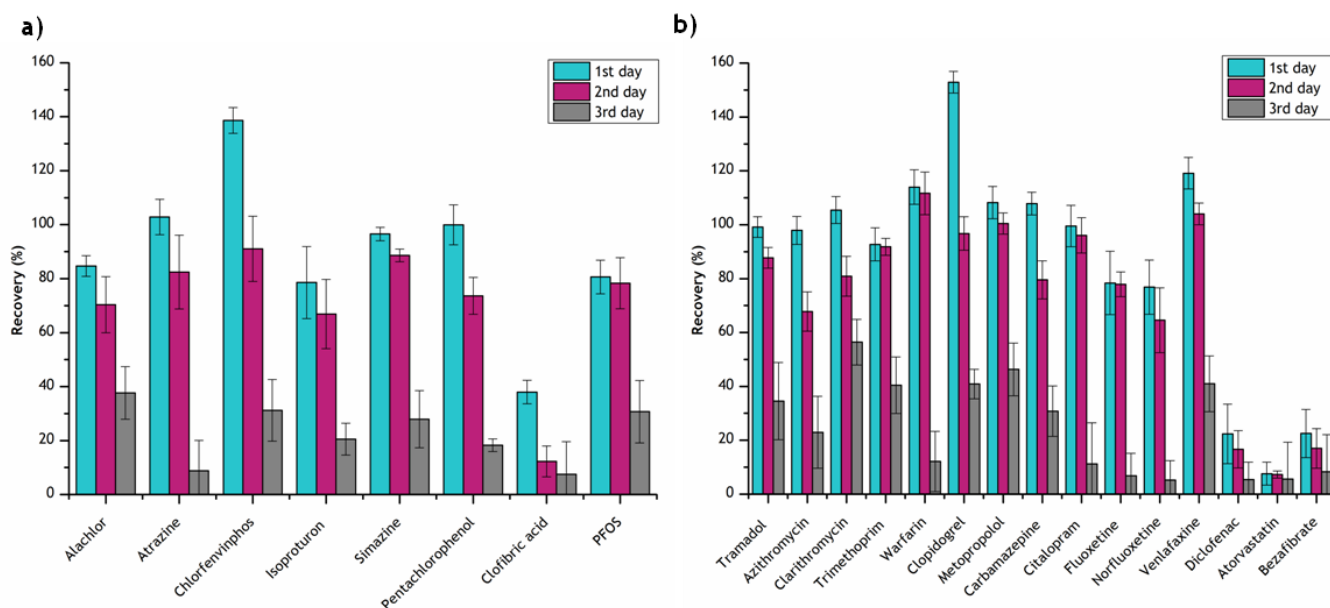 a)
Recovery (%)
160
140
120
100
80
60
40
20
0
1st day
2nd day
3rd day
Alachlor
Atrazine
Chlorfenvinphos
Isoproturon
Simazine
Pentachlorophenol
Clofibric acid
PFOS
b)
Recovery (%)
160
140
120
100
80
60
40
20
0
1st day
2nd day
3rd day
Tramadol
Azithromycin
Clarithromycin
Trimethoprim
Warfarin
Clopidogrel
Metopropolol
Carbamazepine
Citalopram
Fluoxetine
Norfluoxetine
Venlafaxine
Diclofenac
Atorvastatin
Bezafibrate